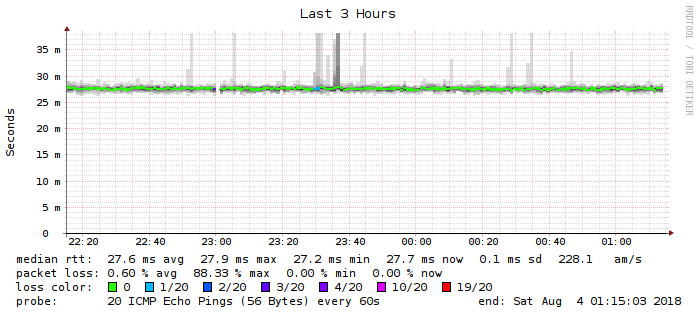 Last 3 Hours
RRDTOOL / TOBI OETIKER
Seconds
35 m
30 m
25 m
20 m
15 m
10 m
5 m
0
22:20 22:40 23:00 23:20 23:40 00:00 00:20 00:40 01:00
median rtt: 27.6 ms avg 27.9 ms max 27.2 ms min 27.7 ms now 0.1 ms sd 228.1 am/s
packet loss: 0.60 % avg 88.33 % max 0.00 % min 0.00 % now
loss color: 0 1/20 2/20 3/20 4/20 10/20 19/20
probe: 20 ICMP Echo Pings (56 Bytes) every 60s end: Sat Aug 4 01:15:03 2018